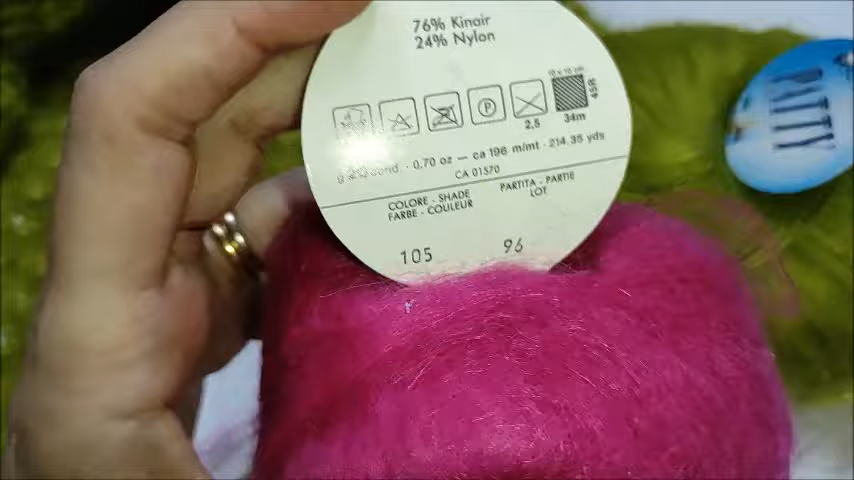 76% Kinair
24% Nylon
10 x 10 cm
45R
P
2,5
34m
g 20 cond. · 0,70 oz – ca 196 m/mt · 214.35 yds
CA 01570
COLORE - SHADE
FARBE - COULEUR
PARTITA - PARTIE
LOT
105
96
PATTY